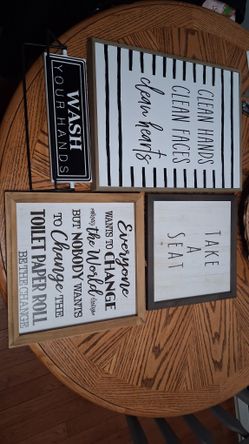 WASH
YOUR HANDS
CLEAN HANDS
CLEAN FACES
clean hearts
Everyone
WANTS TO CHANGE
the World
BUT NOBODY WANTS
TO Change THE
TOILET PAPER ROLL
BE THE CHANGE
TAKE
A
SEAT